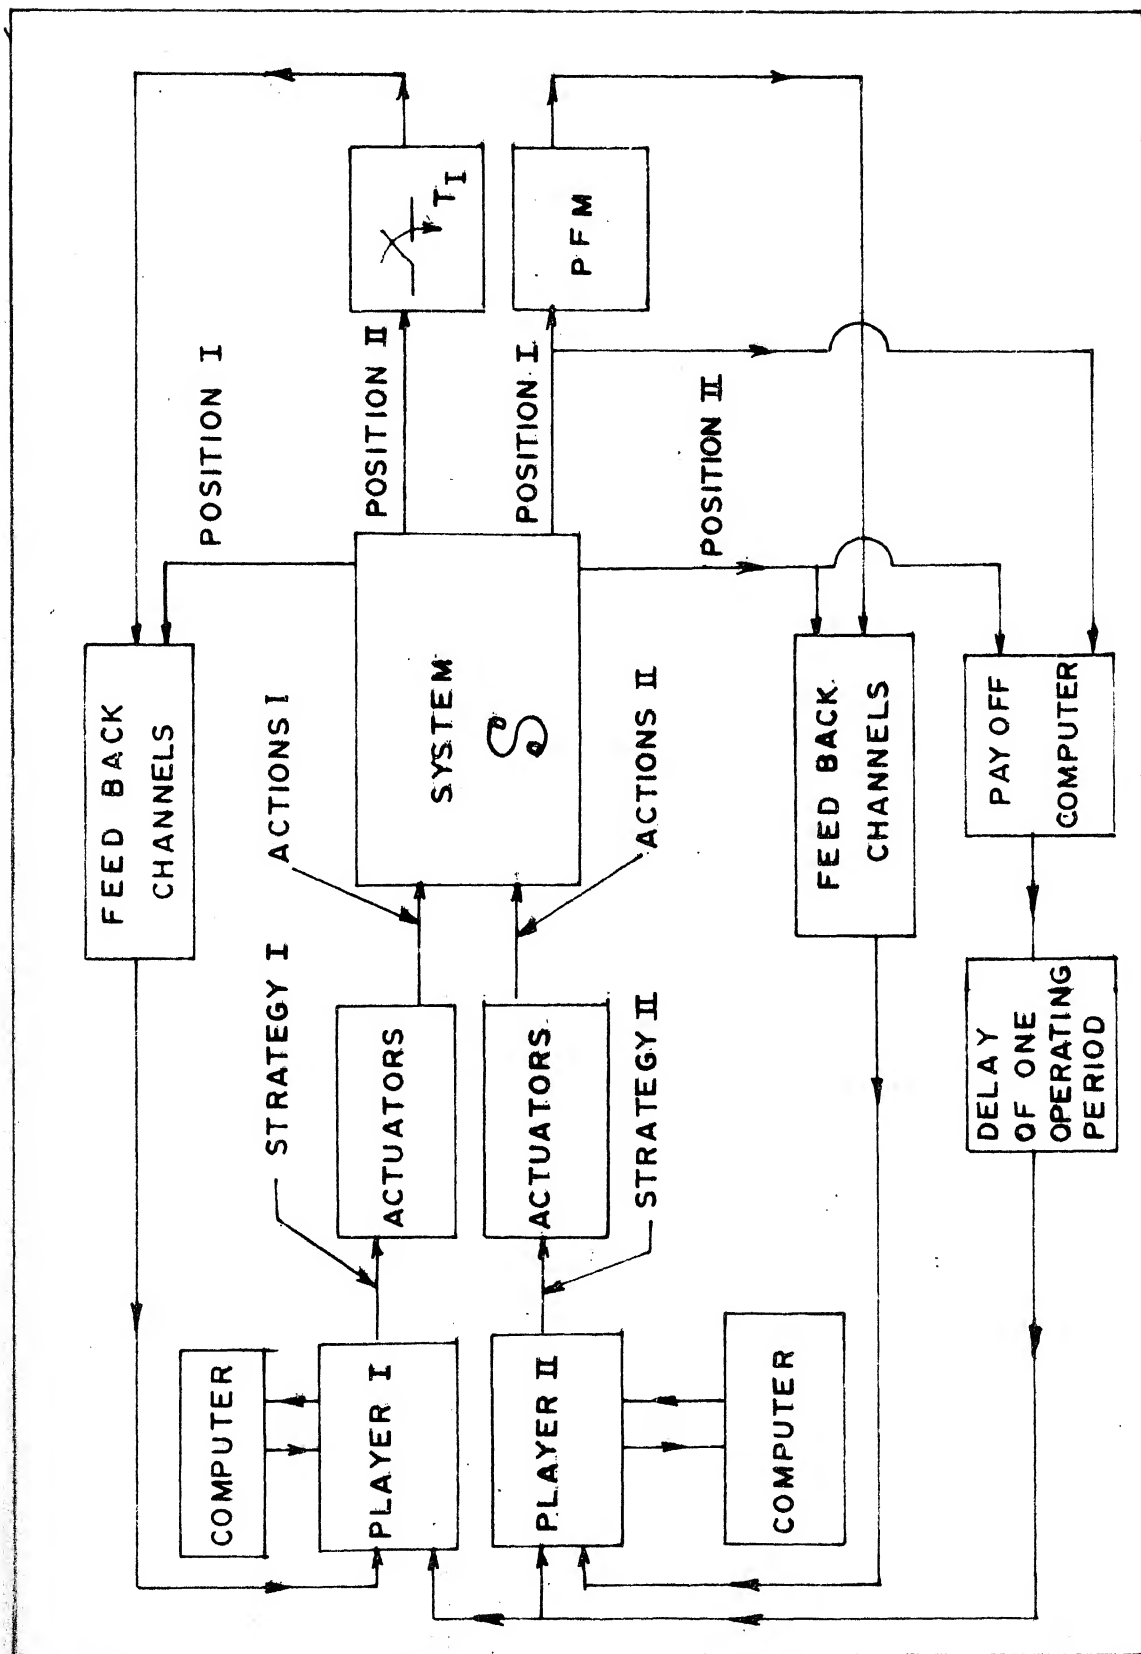 FEED BACK
CHANNELS
POSITION I
COMPUTER
STRATEGY I
ACTIONS I
POSITION II
T I
PLAYER I
ACTUATORS
SYSTEM
S
POSITION I
PFM
PLAYER II
ACTUATORS
STRATEGY II
ACTIONS II
POSITION II
COMPUTER
FEED BACK
CHANNELS
PAY OFF
COMPUTER
DELAY
OF ONE
OPERATING
PERIOD